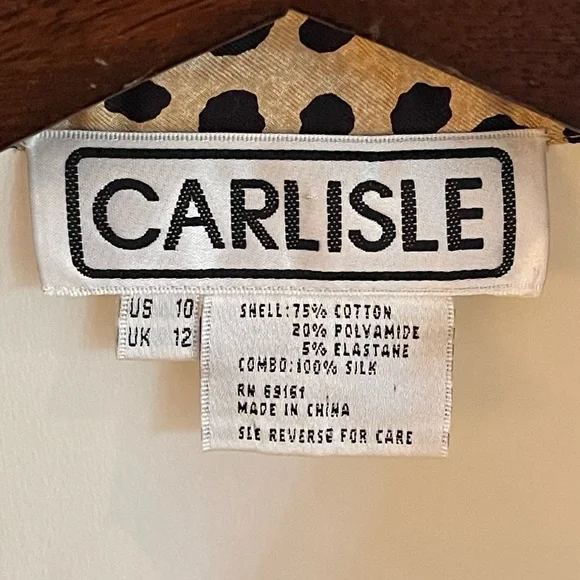 CARLISLE
US 10
UK 12
SHELL:75% COTTON
20% POLYAMIDE
5% ELASTANE
COMBO:100% SILK
RN 69161
MADE IN CHINA
SEE REVERSE FOR CARE